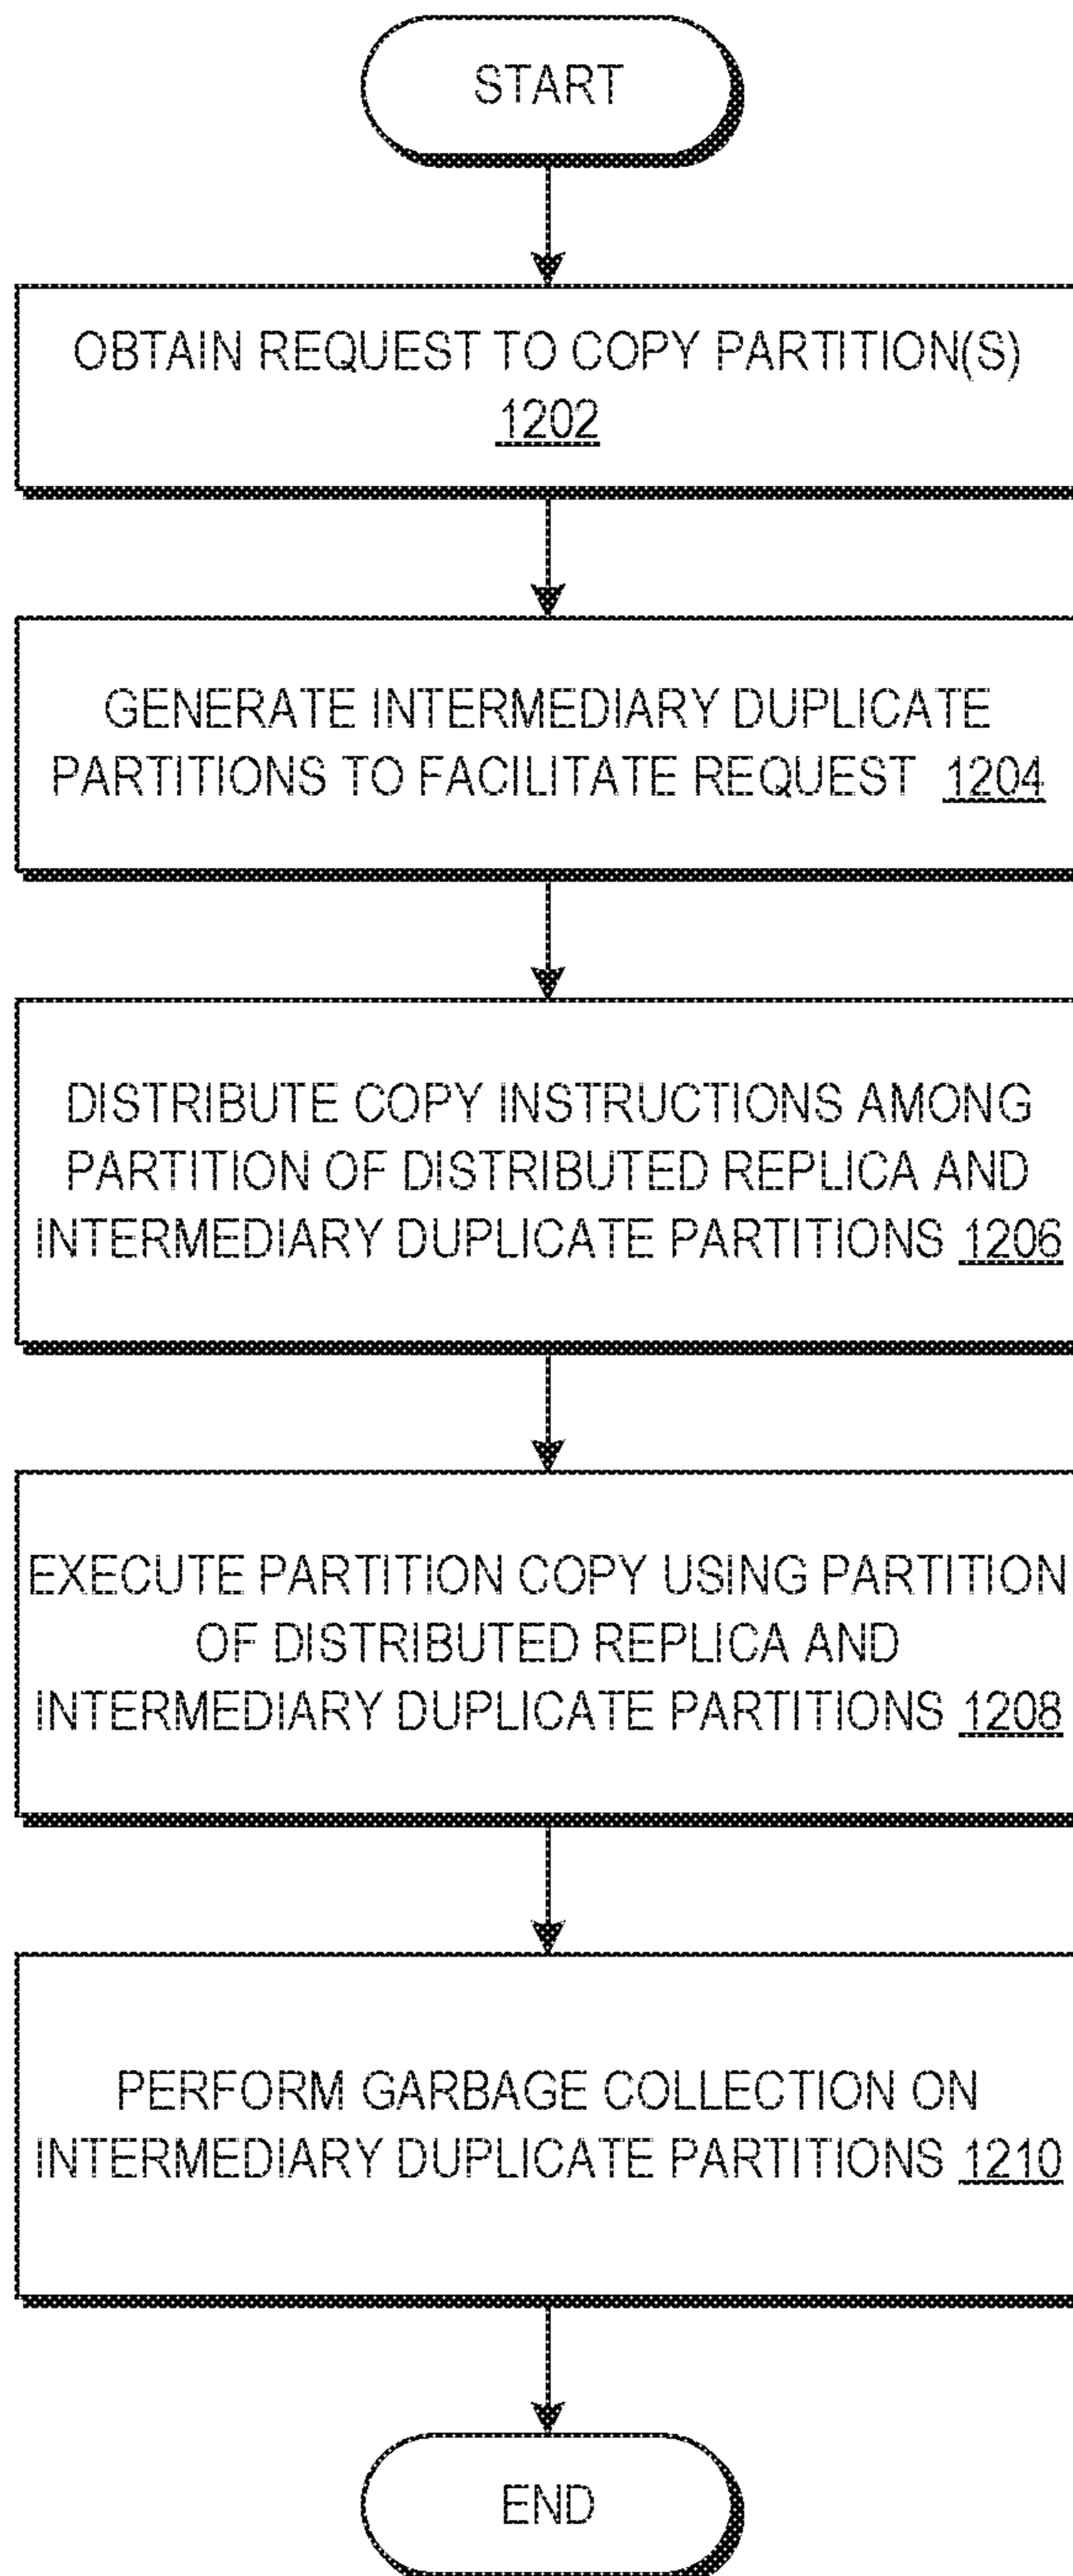 START
OBTAIN REQUEST TO COPY PARTITION(S)
1202
GENERATE INTERMEDIARY DUPLICATE
PARTITIONS TO FACILITATE REQUEST 1204
DISTRIBUTE COPY INSTRUCTIONS AMONG
PARTITION OF DISTRIBUTED REPLICA AND
INTERMEDIARY DUPLICATE PARTITIONS 1206
EXECUTE PARTITION COPY USING PARTITION
OF DISTRIBUTED REPLICA AND
INTERMEDIARY DUPLICATE PARTITIONS 1208
PERFORM GARBAGE COLLECTION ON
INTERMEDIARY DUPLICATE PARTITIONS 1210
END